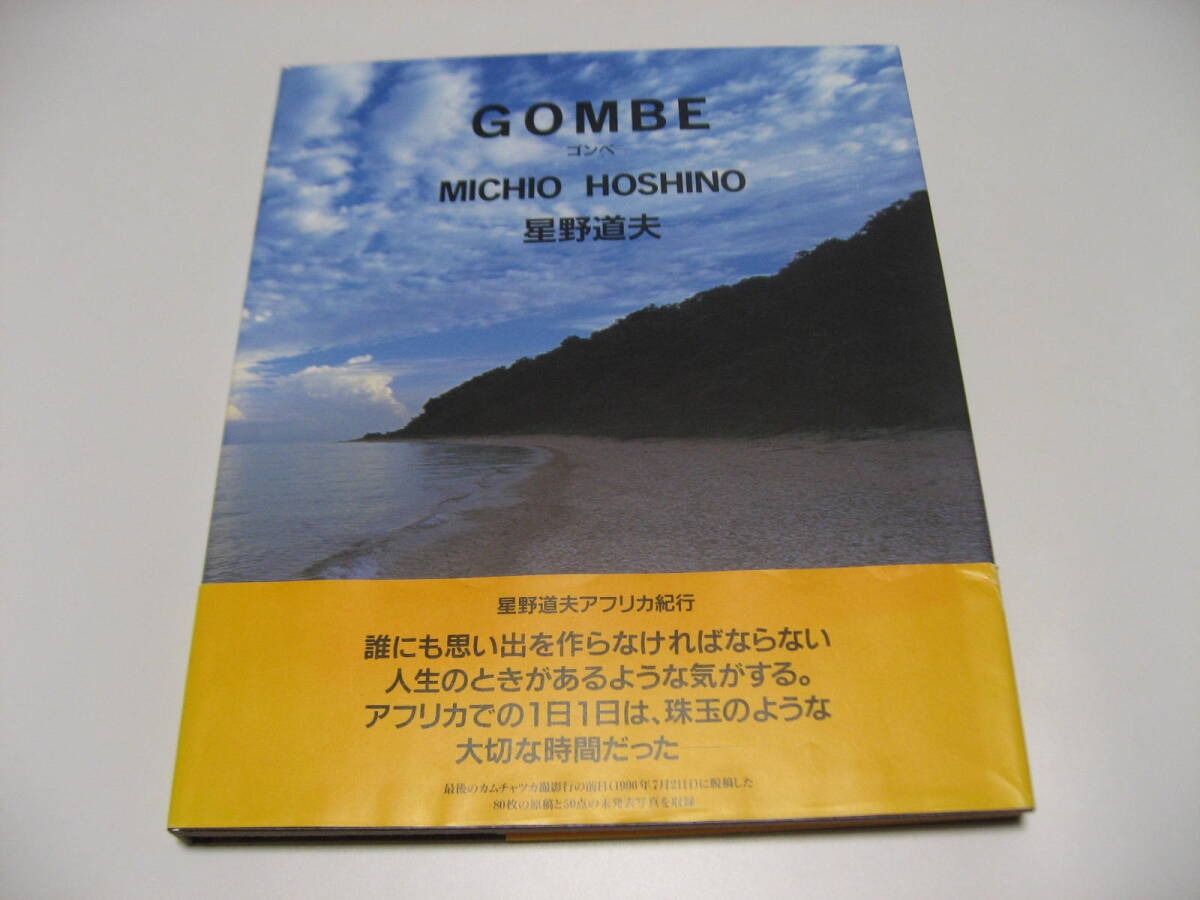 GOMBE
ゴンベ
MICHIO HOSHINO
星野道夫
星野道夫アフリカ紀行
誰にも思い出を作らなければならない
人生のときがあるような気がする。
アフリカでの1日1日は、珠玉のような
大切な時間だった──
最後のカムチャツカ撮影行の前日(1996年7月21日)に脱稿した
80枚の原稿と50点の未発表写真を収録